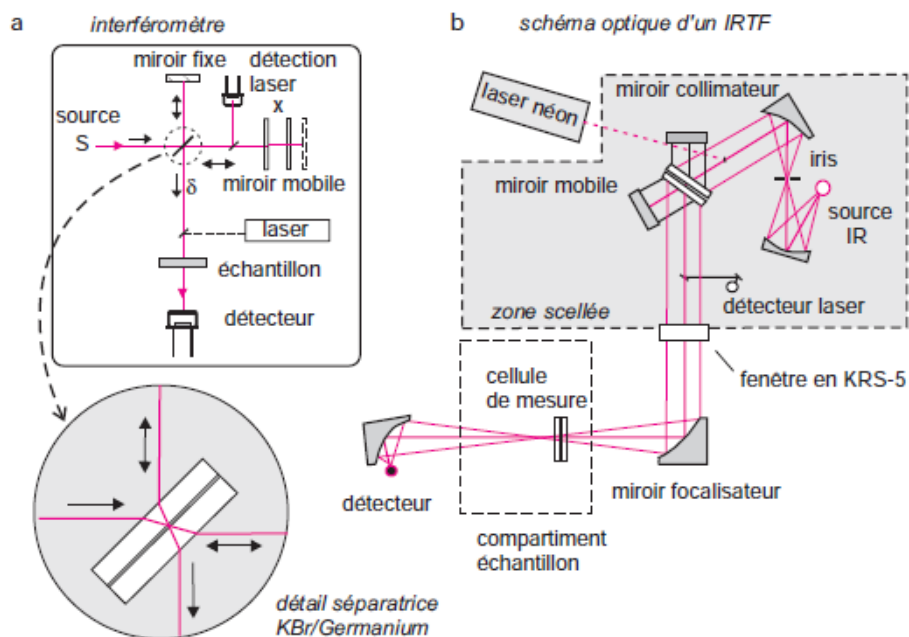 a
interféromètre
miroir fixe
détection
laser
x
source
S
miroir mobile
δ
laser
échantillon
détecteur
détail séparatrice
KBr/Germanium
b
schéma optique d'un IRTF
laser néon
miroir collimateur
iris
miroir mobile
source
IR
détecteur laser
zone scellée
fenêtre en KRS-5
cellule
de mesure
détecteur
miroir focalisateur
compartiment
échantillon